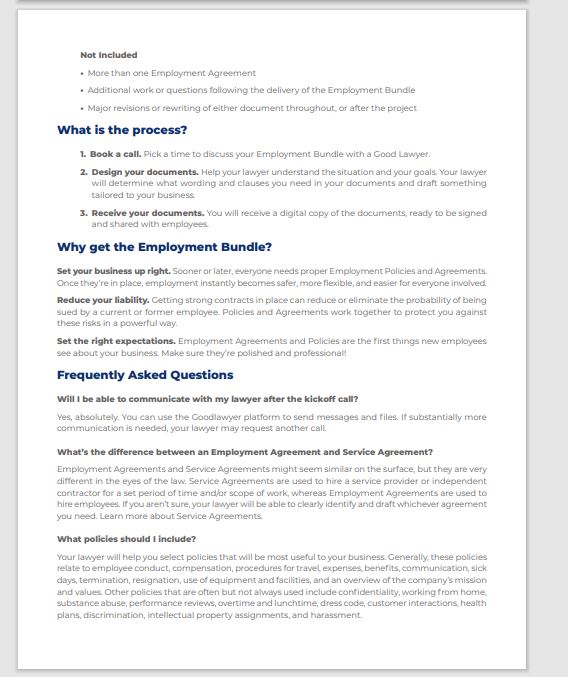 Not Included
• More than one Employment Agreement
• Additional work or questions following the delivery of the Employment Bundle
• Major revisions or rewriting of either document throughout, or after the project
What is the process?
1. Book a call. Pick a time to discuss your Employment Bundle with a Good Lawyer.
2. Design your documents. Help your lawyer understand the situation and your goals. Your lawyer
will determine what wording and clauses you need in your documents and draft something
tailored to your business.
3. Receive your documents. You will receive a digital copy of the documents, ready to be signed
and shared with employees.
Why get the Employment Bundle?
Set your business up right. Sooner or later, everyone needs proper Employment Policies and Agreements.
Once they're in place, employment instantly becomes safer, more flexible, and easier for everyone involved.
Reduce your liability. Getting strong contracts in place can reduce or eliminate the probability of being
sued by a current or former employee. Policies and Agreements work together to protect you against
these risks in a powerful way.
Set the right expectations. Employment Agreements and Policies are the first things new employees
see about your business. Make sure they're polished and professional!
Frequently Asked Questions
Will I be able to communicate with my lawyer after the kickoff call?
Yes, absolutely. You can use the Goodlawyer platform to send messages and files. If substantially more
communication is needed, your lawyer may request another call.
What's the difference between an Employment Agreement and Service Agreement?
Employment Agreements and Service Agreements might seem similar on the surface, but they are very
different in the eyes of the law. Service Agreements are used to hire a service provider or independent
contractor for a set period of time and/or scope of work, whereas Employment Agreements are used to
hire employees. If you aren't sure, your lawyer will be able to clearly identify and draft whichever agreement
you need. Learn more about Service Agreements.
What policies should I include?
Your lawyer will help you select policies that will be most useful to your business. Generally, these policies
relate to employee conduct, compensation, procedures for travel, expenses, benefits, communication, sick
days, termination, resignation, use of equipment and facilities, and an overview of the company's mission
and values. Other policies that are often but not always used include confidentiality, working from home,
substance abuse, performance reviews, overtime and lunchtime, dress code, customer interactions, health
plans, discrimination, intellectual property assignments, and harassment.